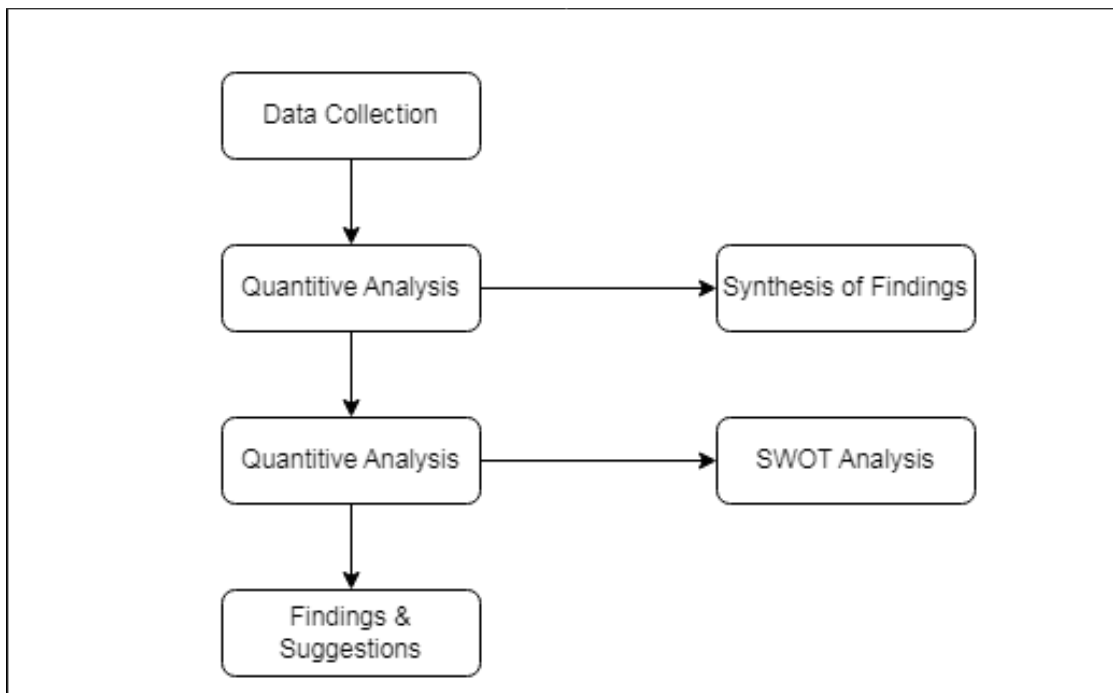 Data Collection
Quantitive Analysis
Synthesis of Findings
Quantitive Analysis
SWOT Analysis
Findings &
Suggestions